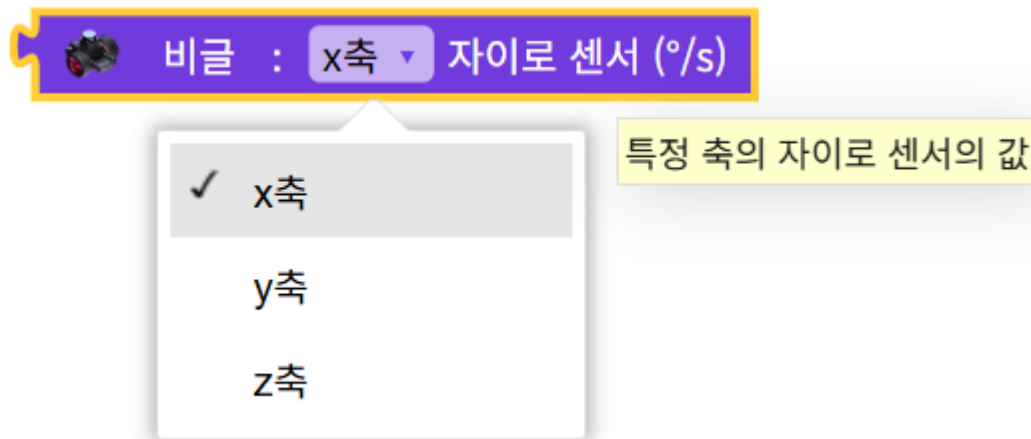 비글 : x축 자이로 센서 (°/s)
특정 축의 자이로 센서의 값
x축
y축
z축